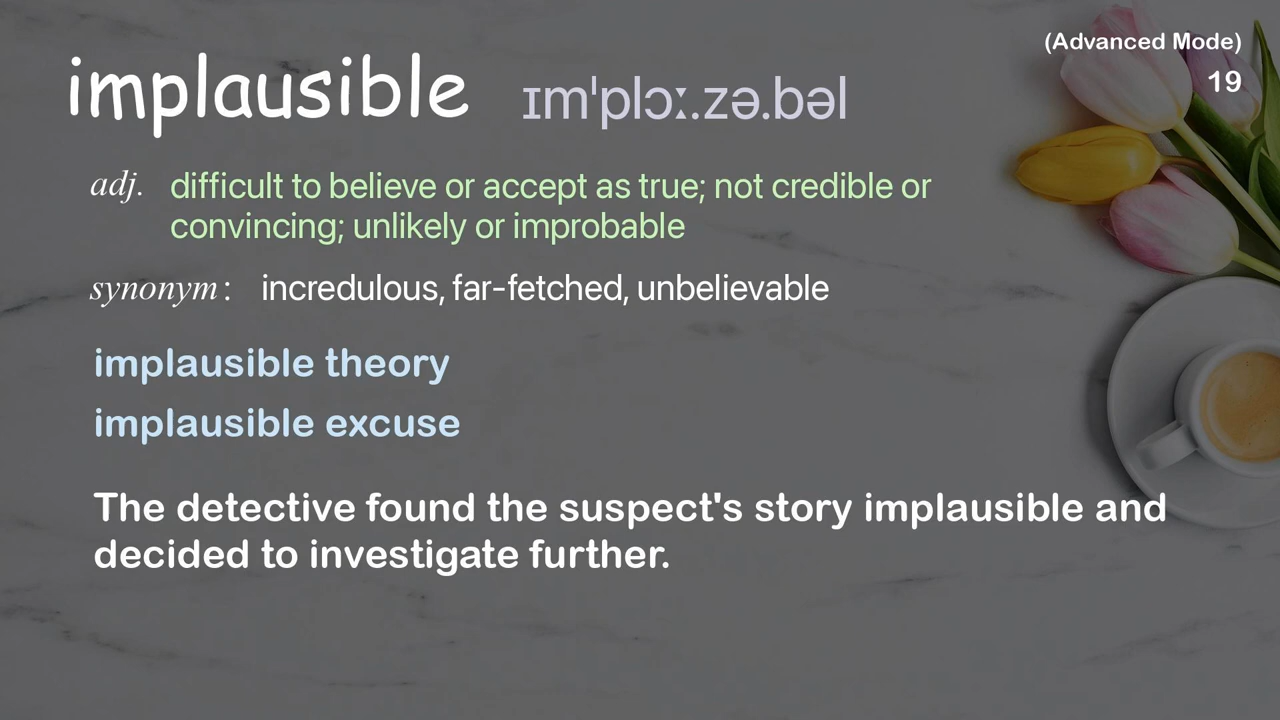 (Advanced Mode)
19
implausible ɪmˈplɔː.zə.bəl
adj. difficult to believe or accept as true; not credible or
convincing; unlikely or improbable
synonym: incredulous, far-fetched, unbelievable
implausible theory
implausible excuse
The detective found the suspect's story implausible and
decided to investigate further.